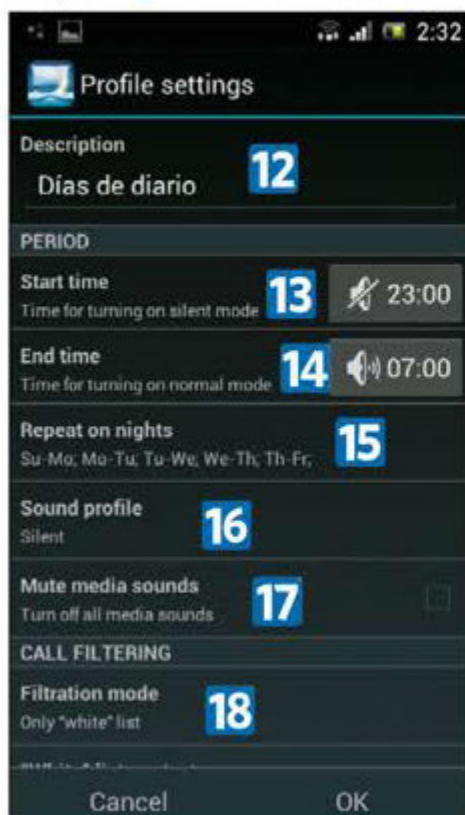 2:32
Profile settings
Description
12
Días de diario
PERIOD
Start time
13
23:00
Time for turning on silent mode
End time
14
07:00
Time for turning on normal mode
Repeat on nights
15
Su-Mo, Mo-Tu, Tu-We, We-Th, Th-Fr,
Sound profile
16
Silent
Mute media sounds
17
Turn off all media sounds
CALL FILTERING
Filtration mode
18
Only "white" list
Cancel
OK